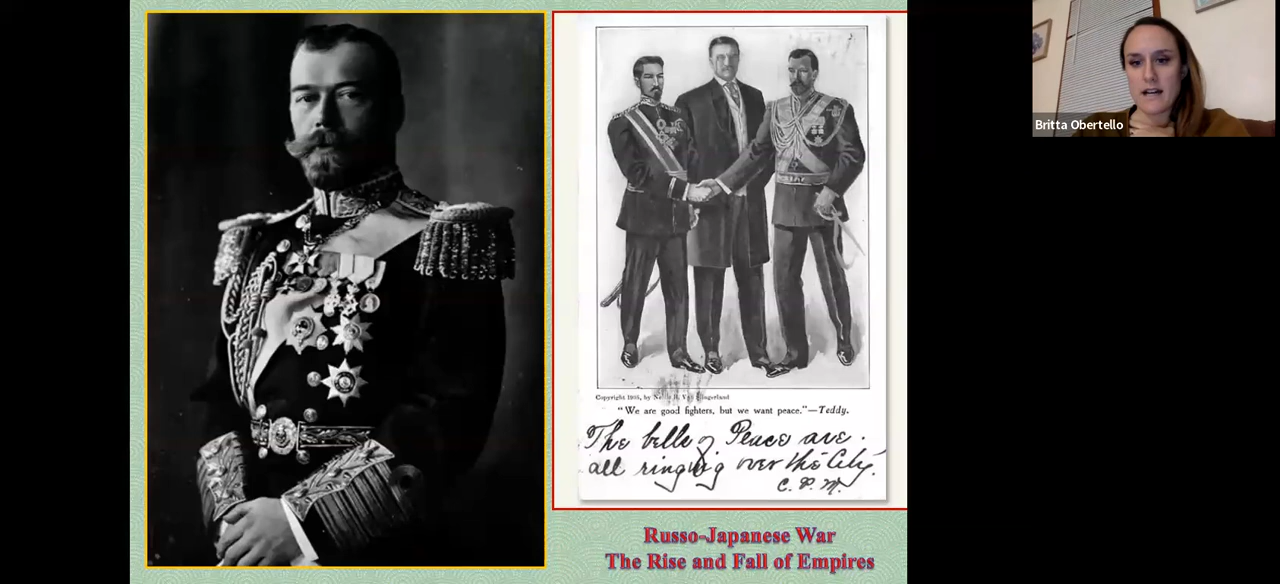 Britta Obertello
Copyright 1905, by
"We are good fighters, but we want peace."—Teddy.
The bells of Peace are
all ringing over the City.
C. P. M.
Russo-Japanese War
The Rise and Fall of Empires